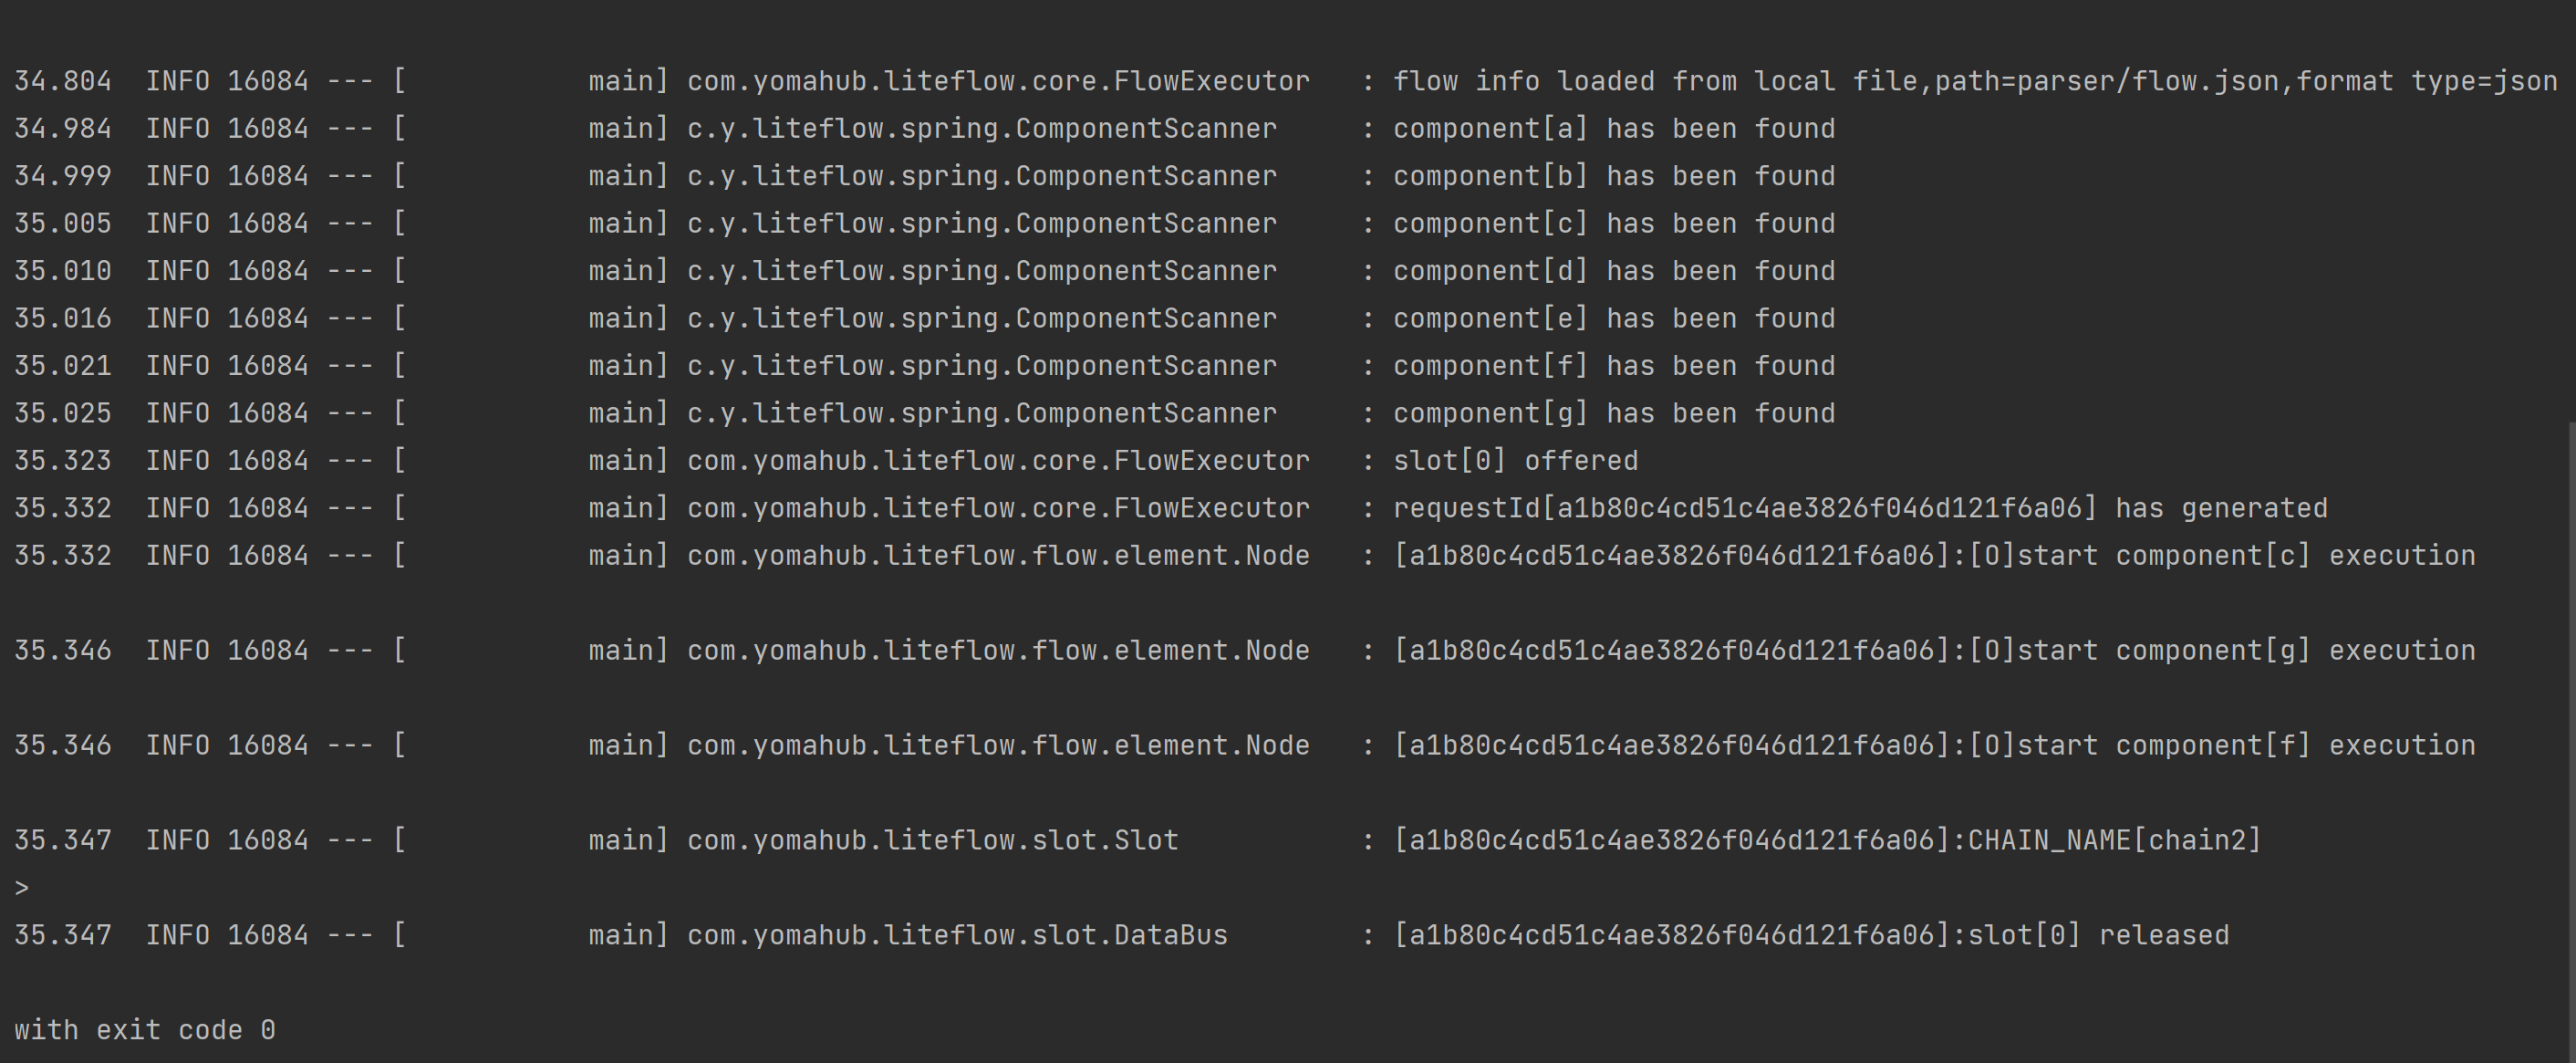 34.804  INFO 16084 --- [           main] com.yomahub.liteflow.core.FlowExecutor   : flow info loaded from local file,path=parser/flow.json,format type=json
34.984  INFO 16084 --- [           main] c.y.liteflow.spring.ComponentScanner     : component[a] has been found
34.999  INFO 16084 --- [           main] c.y.liteflow.spring.ComponentScanner     : component[b] has been found
35.005  INFO 16084 --- [           main] c.y.liteflow.spring.ComponentScanner     : component[c] has been found
35.010  INFO 16084 --- [           main] c.y.liteflow.spring.ComponentScanner     : component[d] has been found
35.016  INFO 16084 --- [           main] c.y.liteflow.spring.ComponentScanner     : component[e] has been found
35.021  INFO 16084 --- [           main] c.y.liteflow.spring.ComponentScanner     : component[f] has been found
35.025  INFO 16084 --- [           main] c.y.liteflow.spring.ComponentScanner     : component[g] has been found
35.323  INFO 16084 --- [           main] com.yomahub.liteflow.core.FlowExecutor   : slot[0] offered
35.332  INFO 16084 --- [           main] com.yomahub.liteflow.core.FlowExecutor   : requestId[a1b80c4cd51c4ae3826f046d121f6a06] has generated
35.332  INFO 16084 --- [           main] com.yomahub.liteflow.flow.element.Node   : [a1b80c4cd51c4ae3826f046d121f6a06]:[O]start component[c] execution
35.346  INFO 16084 --- [           main] com.yomahub.liteflow.flow.element.Node   : [a1b80c4cd51c4ae3826f046d121f6a06]:[O]start component[g] execution
35.346  INFO 16084 --- [           main] com.yomahub.liteflow.flow.element.Node   : [a1b80c4cd51c4ae3826f046d121f6a06]:[O]start component[f] execution
35.347  INFO 16084 --- [           main] com.yomahub.liteflow.slot.Slot           : [a1b80c4cd51c4ae3826f046d121f6a06]:CHAIN_NAME[chain2]
>
35.347  INFO 16084 --- [           main] com.yomahub.liteflow.slot.DataBus        : [a1b80c4cd51c4ae3826f046d121f6a06]:slot[0] released
with exit code 0